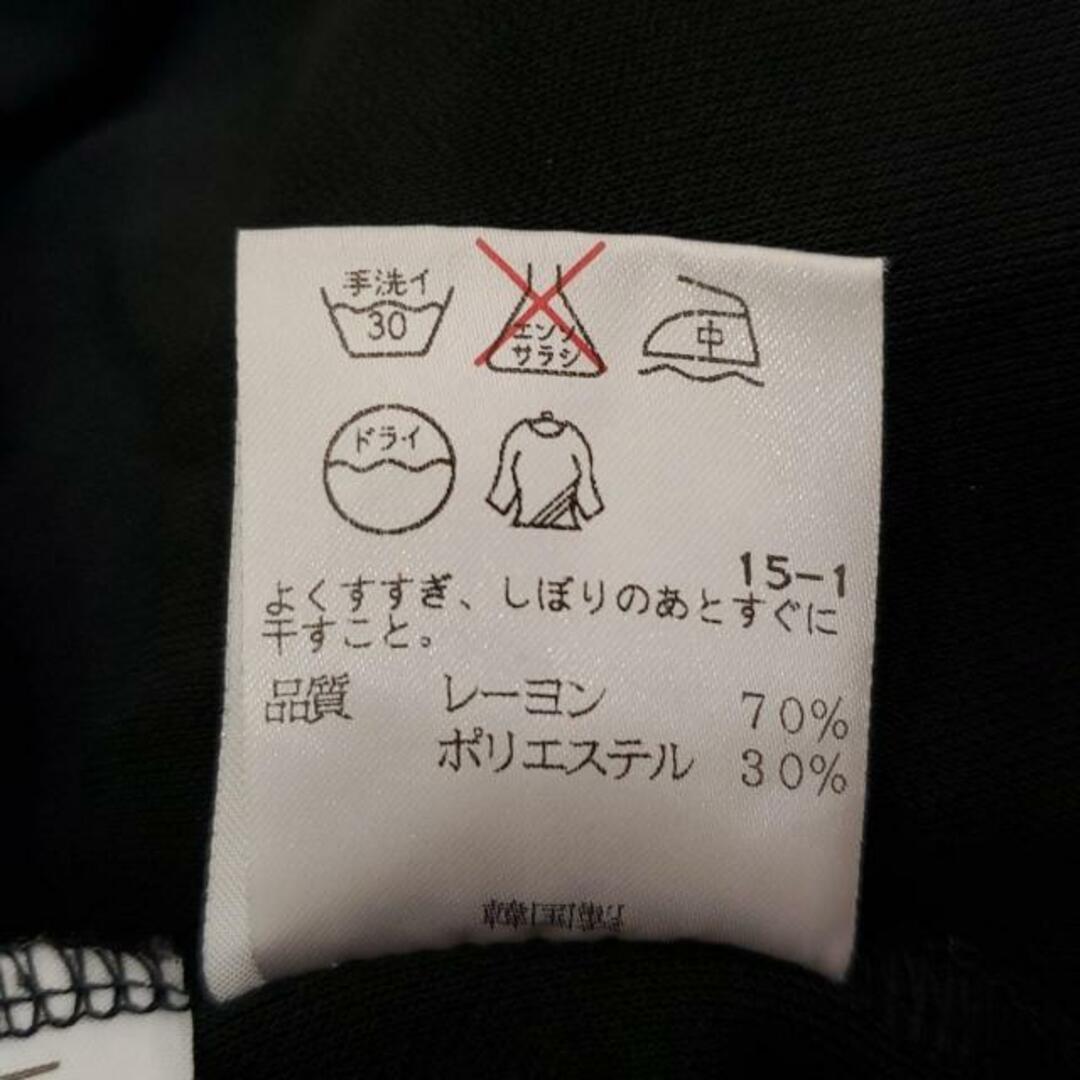 手洗イ
30
エンソ
サラシ
中
ドライ
15-1
よくすすぎ、しぼりのあとすぐに
干すこと。
品質 レーヨン 70%
ポリエステル 30%